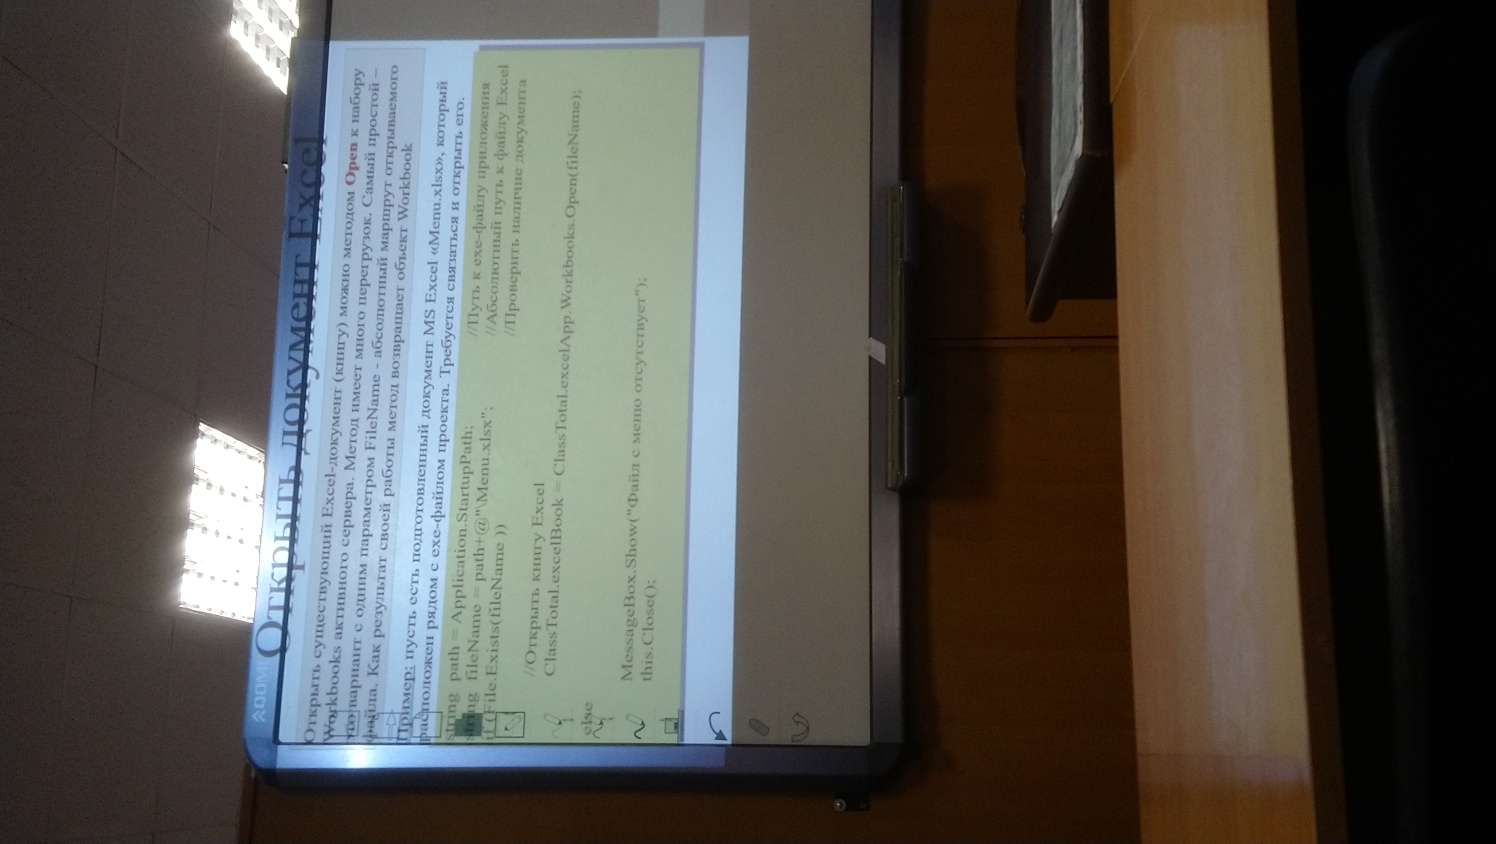 Открыть документ Excel
Открыть существующий Excel-документ (книгу) можно методом Open к набору
Workbooks активного сервера. Метод имеет много перегрузок. Самый простой –
это вариант с одним параметром FileName - абсолютный маршрут открываемого
файла. Как результат своей работы метод возвращает объект Workbook
Пример: пусть есть подготовленный документ MS Excel «Menu.xlsx», который
расположен рядом с exe-файлом проекта. Требуется связаться и открыть его.
string path = Application.StartupPath; //Путь к exe-файлу приложения
string fileName = path+@"\Menu.xlsx"; //Абсолютный путь к файлу Excel
if (File.Exists(fileName )) //Проверить наличие документа
//Открыть книгу Excel
ClassTotal.excelBook = ClassTotal.excelApp.Workbooks.Open(fileName);
else
MessageBox.Show("Файл с меню отсутствует");
this.Close();